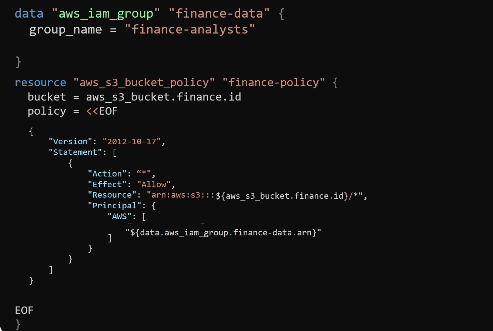 data "aws_iam_group" "finance-data" {
group_name = "finance-analysts"
}
resource "aws_s3_bucket_policy" "finance-policy" {
bucket = aws_s3_bucket.finance.id
policy = <<EOF
{
"Version": "2012-10-17",
"Statement": [
{
"Action": “*",
"Effect": "Allow",
"Resource": "arn:aws:s3:::${aws_s3_bucket.finance.id}/*",
"Principal": {
"AWS": [
"${data.aws_iam_group.finance-data.arn}"
]
}
}
]
}
EOF
}